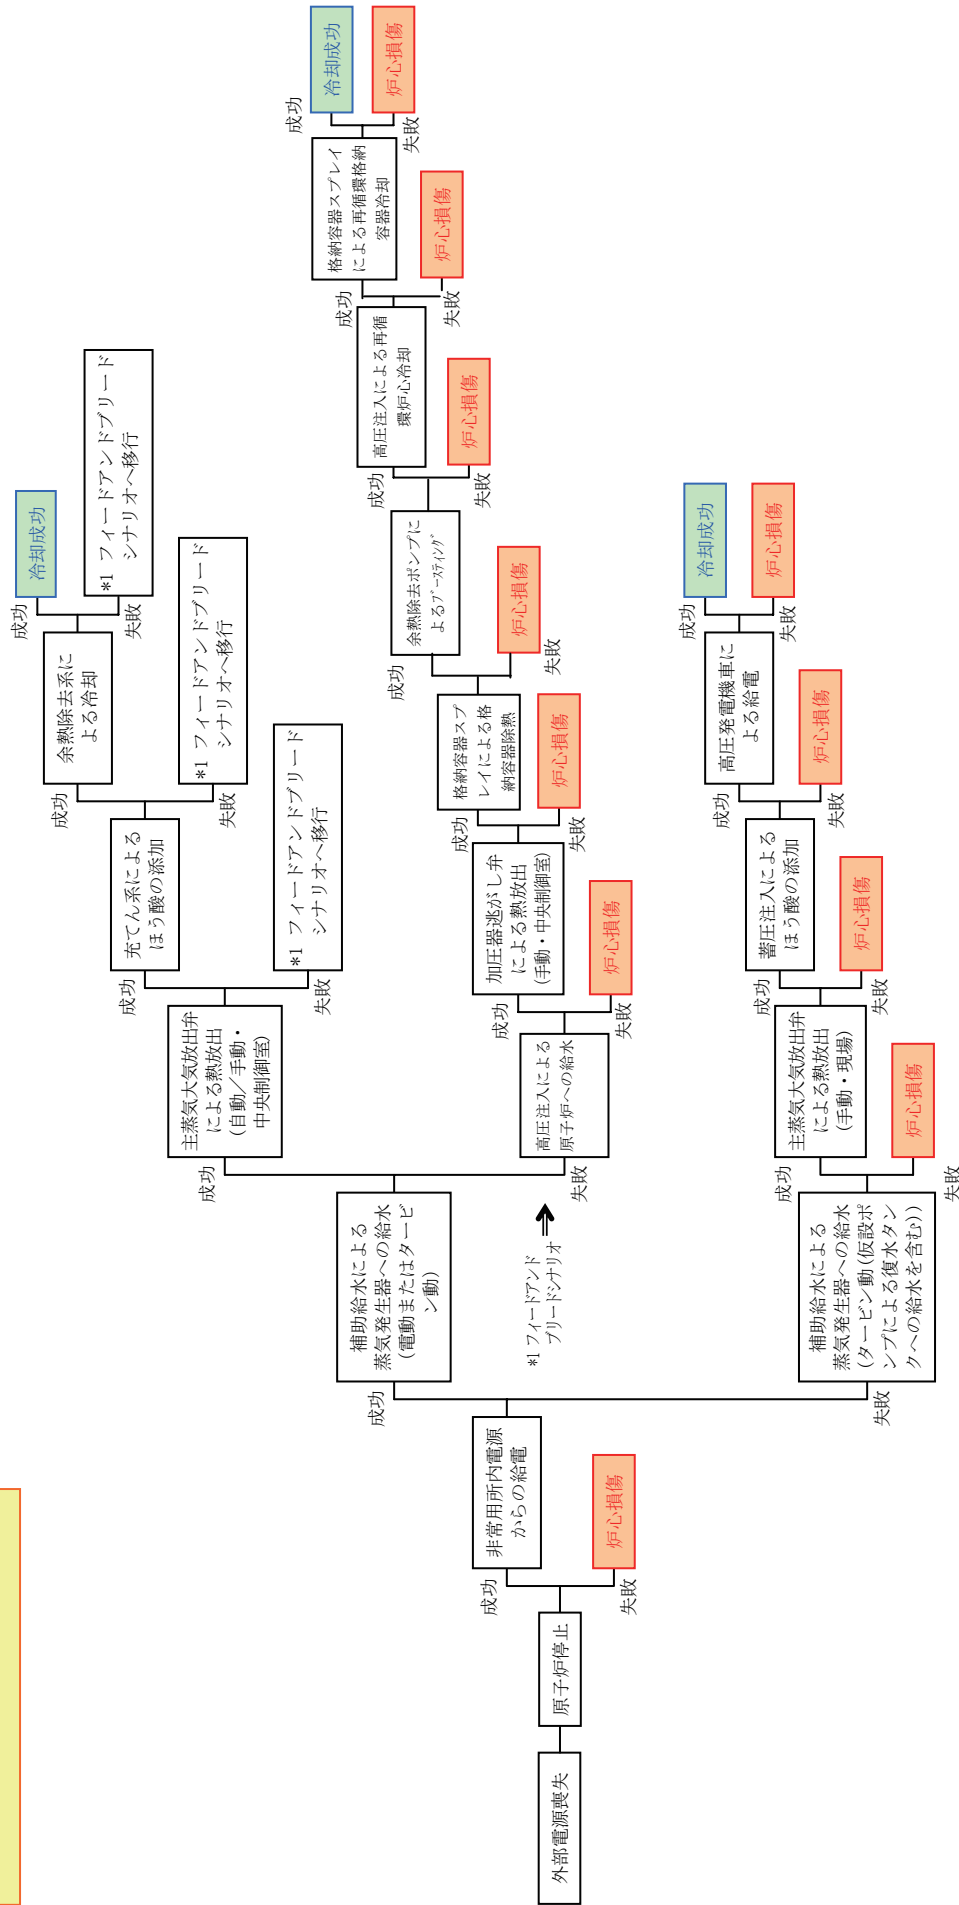 外部電源喪失
原子炉停止
成功
失敗
炉心損傷
非常用所内電源
からの給電
成功
失敗
補助給水による
蒸気発生器への給水
(電動またはタービ
ン動)
成功
失敗
主蒸気大気放出弁
による熱放出
(自動/手動・
中央制御室)
成功
失敗
*1 フィードアンドブリード
シナリオへ移行
充てん系による
ほう酸の添加
成功
失敗
*1 フィードアンドブリード
シナリオへ移行
余熱除去系に
よる冷却
成功
失敗
冷却成功
*1 フィードアンドブリード
シナリオへ移行
*1 フィードアンド
ブリードシナリオ
高圧注入による
原子炉への給水
成功
失敗
炉心損傷
加圧器逃がし弁
による熱放出
(手動・中央制御室)
成功
失敗
炉心損傷
格納容器スプ
レイによる格
納容器除熱
成功
失敗
炉心損傷
余熱除去ポンプに
よるブースティング
成功
失敗
炉心損傷
高圧注入による再循
環炉心冷却
成功
失敗
炉心損傷
格納容器スプレイ
による再循環格納
容器冷却
成功
失敗
冷却成功
炉心損傷
補助給水による
蒸気発生器への給水
(タービン動(仮設ポ
ンプによる復水タン
クへの給水を含む))
成功
失敗
炉心損傷
主蒸気大気放出弁
による熱放出
(手動・現場)
成功
失敗
炉心損傷
蓄圧注入による
ほう酸の添加
成功
失敗
炉心損傷
高圧発電機車に
よる給電
成功
失敗
冷却成功
炉心損傷